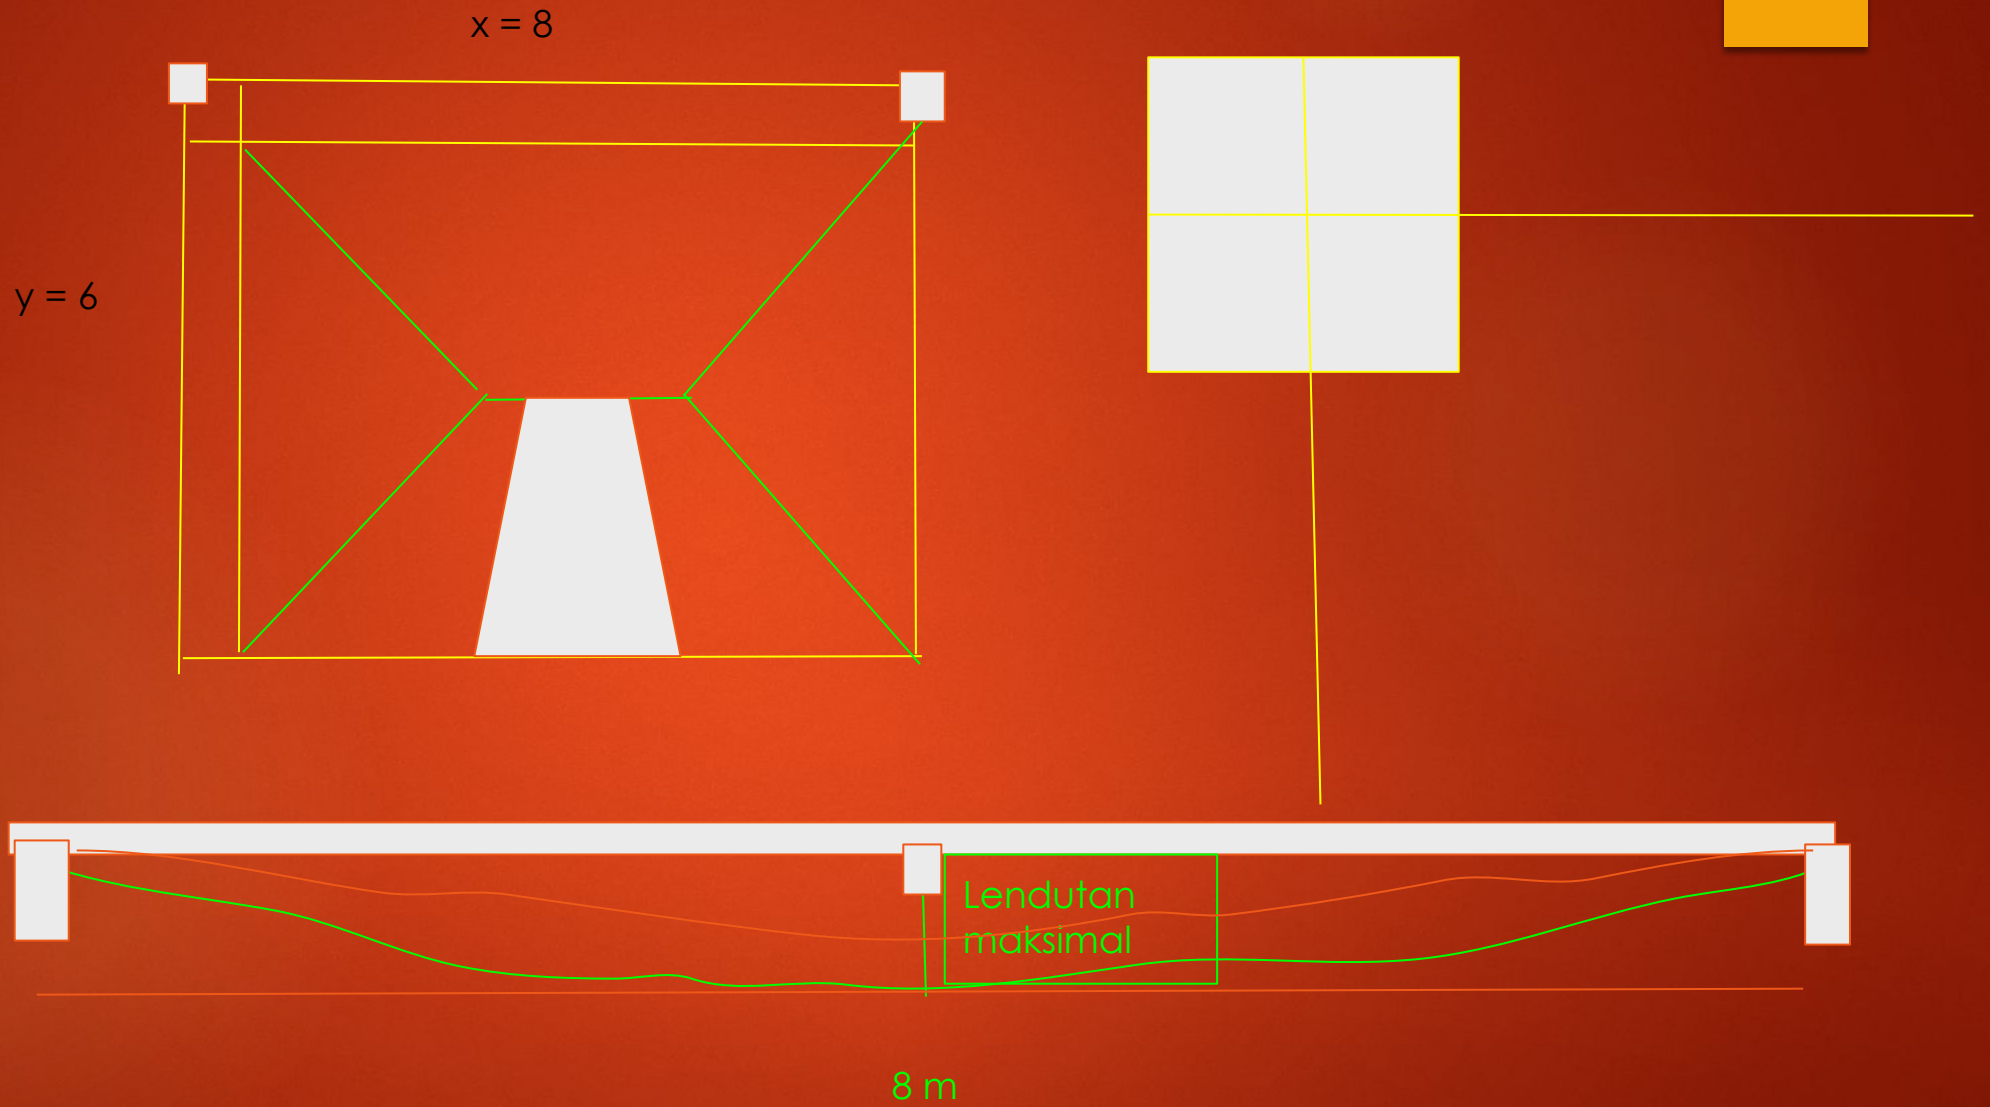 x = 8
y = 6
Lendutan
maksimal
8 m